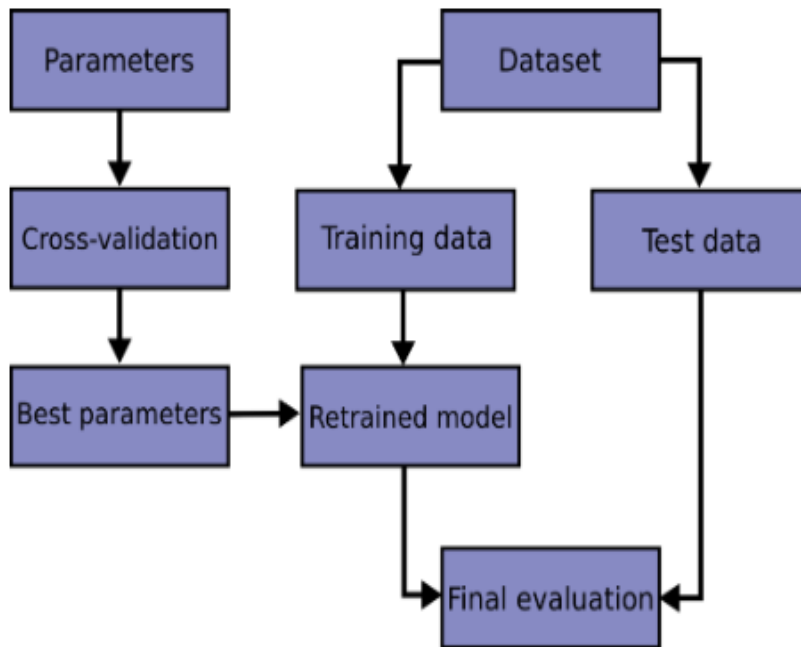 Parameters
Dataset
Cross-validation
Training data
Test data
Best parameters
Retrained model
Final evaluation